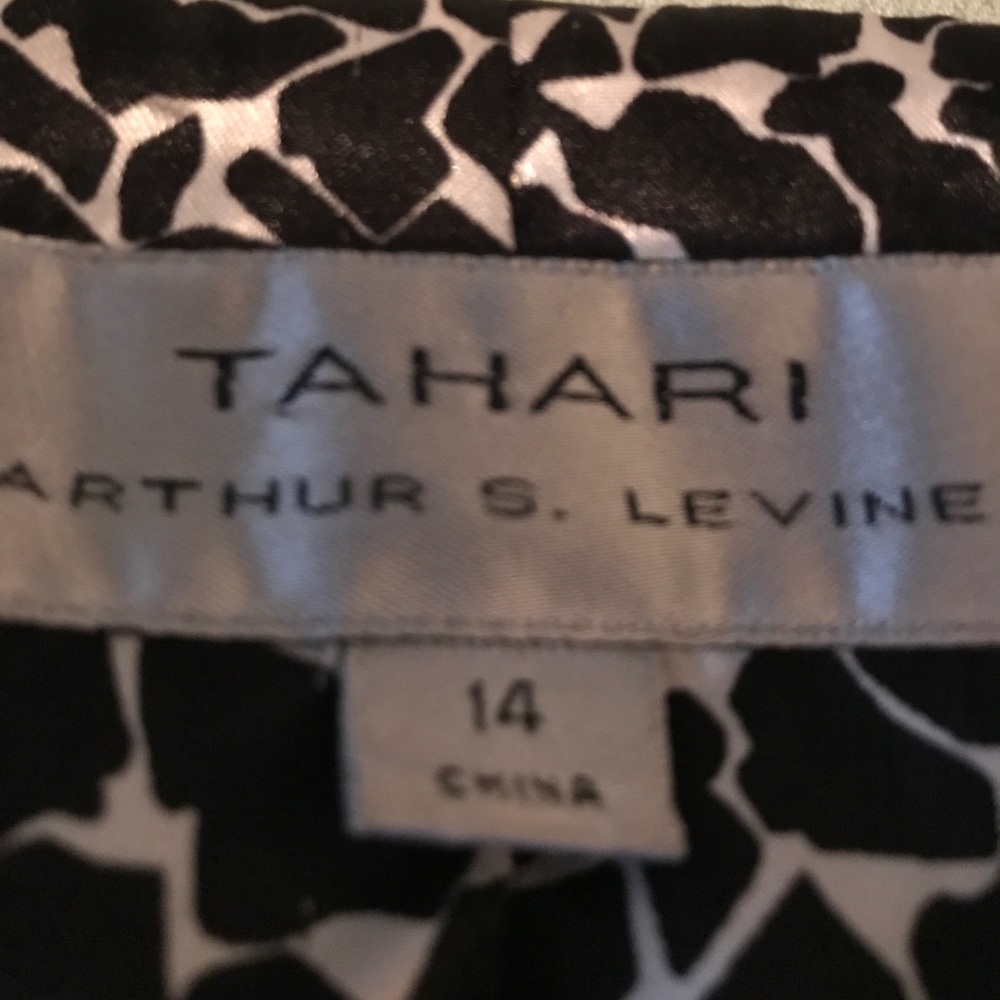 TAHARI
ARTHUR S. LEVINE
14
CHINA